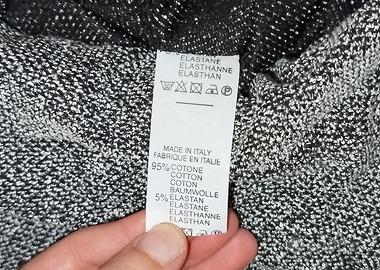 ELASTANE
ELASTHANNE
ELASTHAN
P
MADE IN ITALY
FABRIQUE EN ITALIE
95% COTONE
COTTON
COTON
BAUMWOLLE
5% ELASTAN
ELASTANE
ELASTHANNE
ELASTHAN